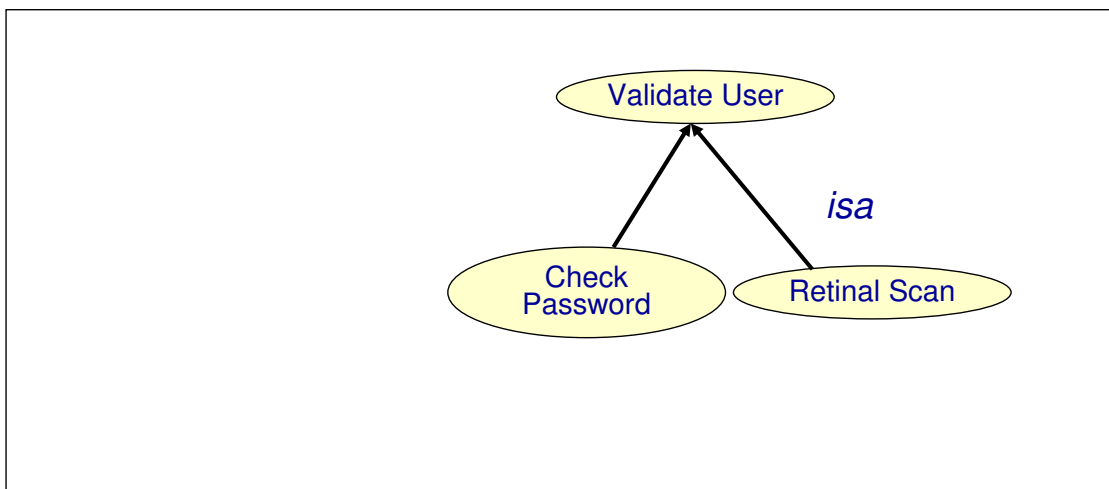 Validate User
isa
Check
Password
Retinal Scan